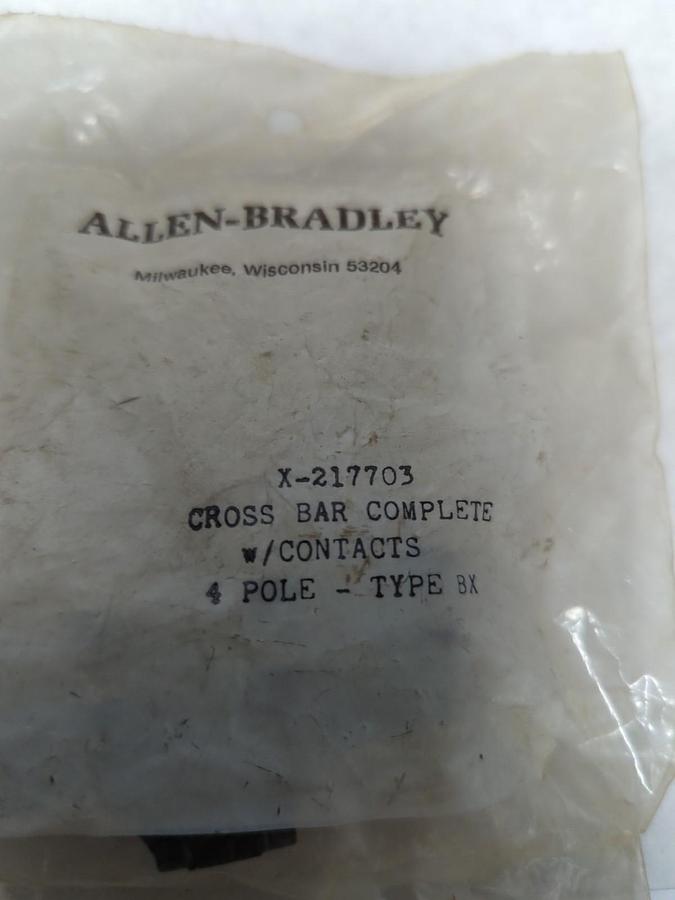 ALLEN-BRADLEY
Milwaukee, Wisconsin 53204
X-217703
CROSS BAR COMPLETE
w/CONTACTS
4 POLE - TYPE BX